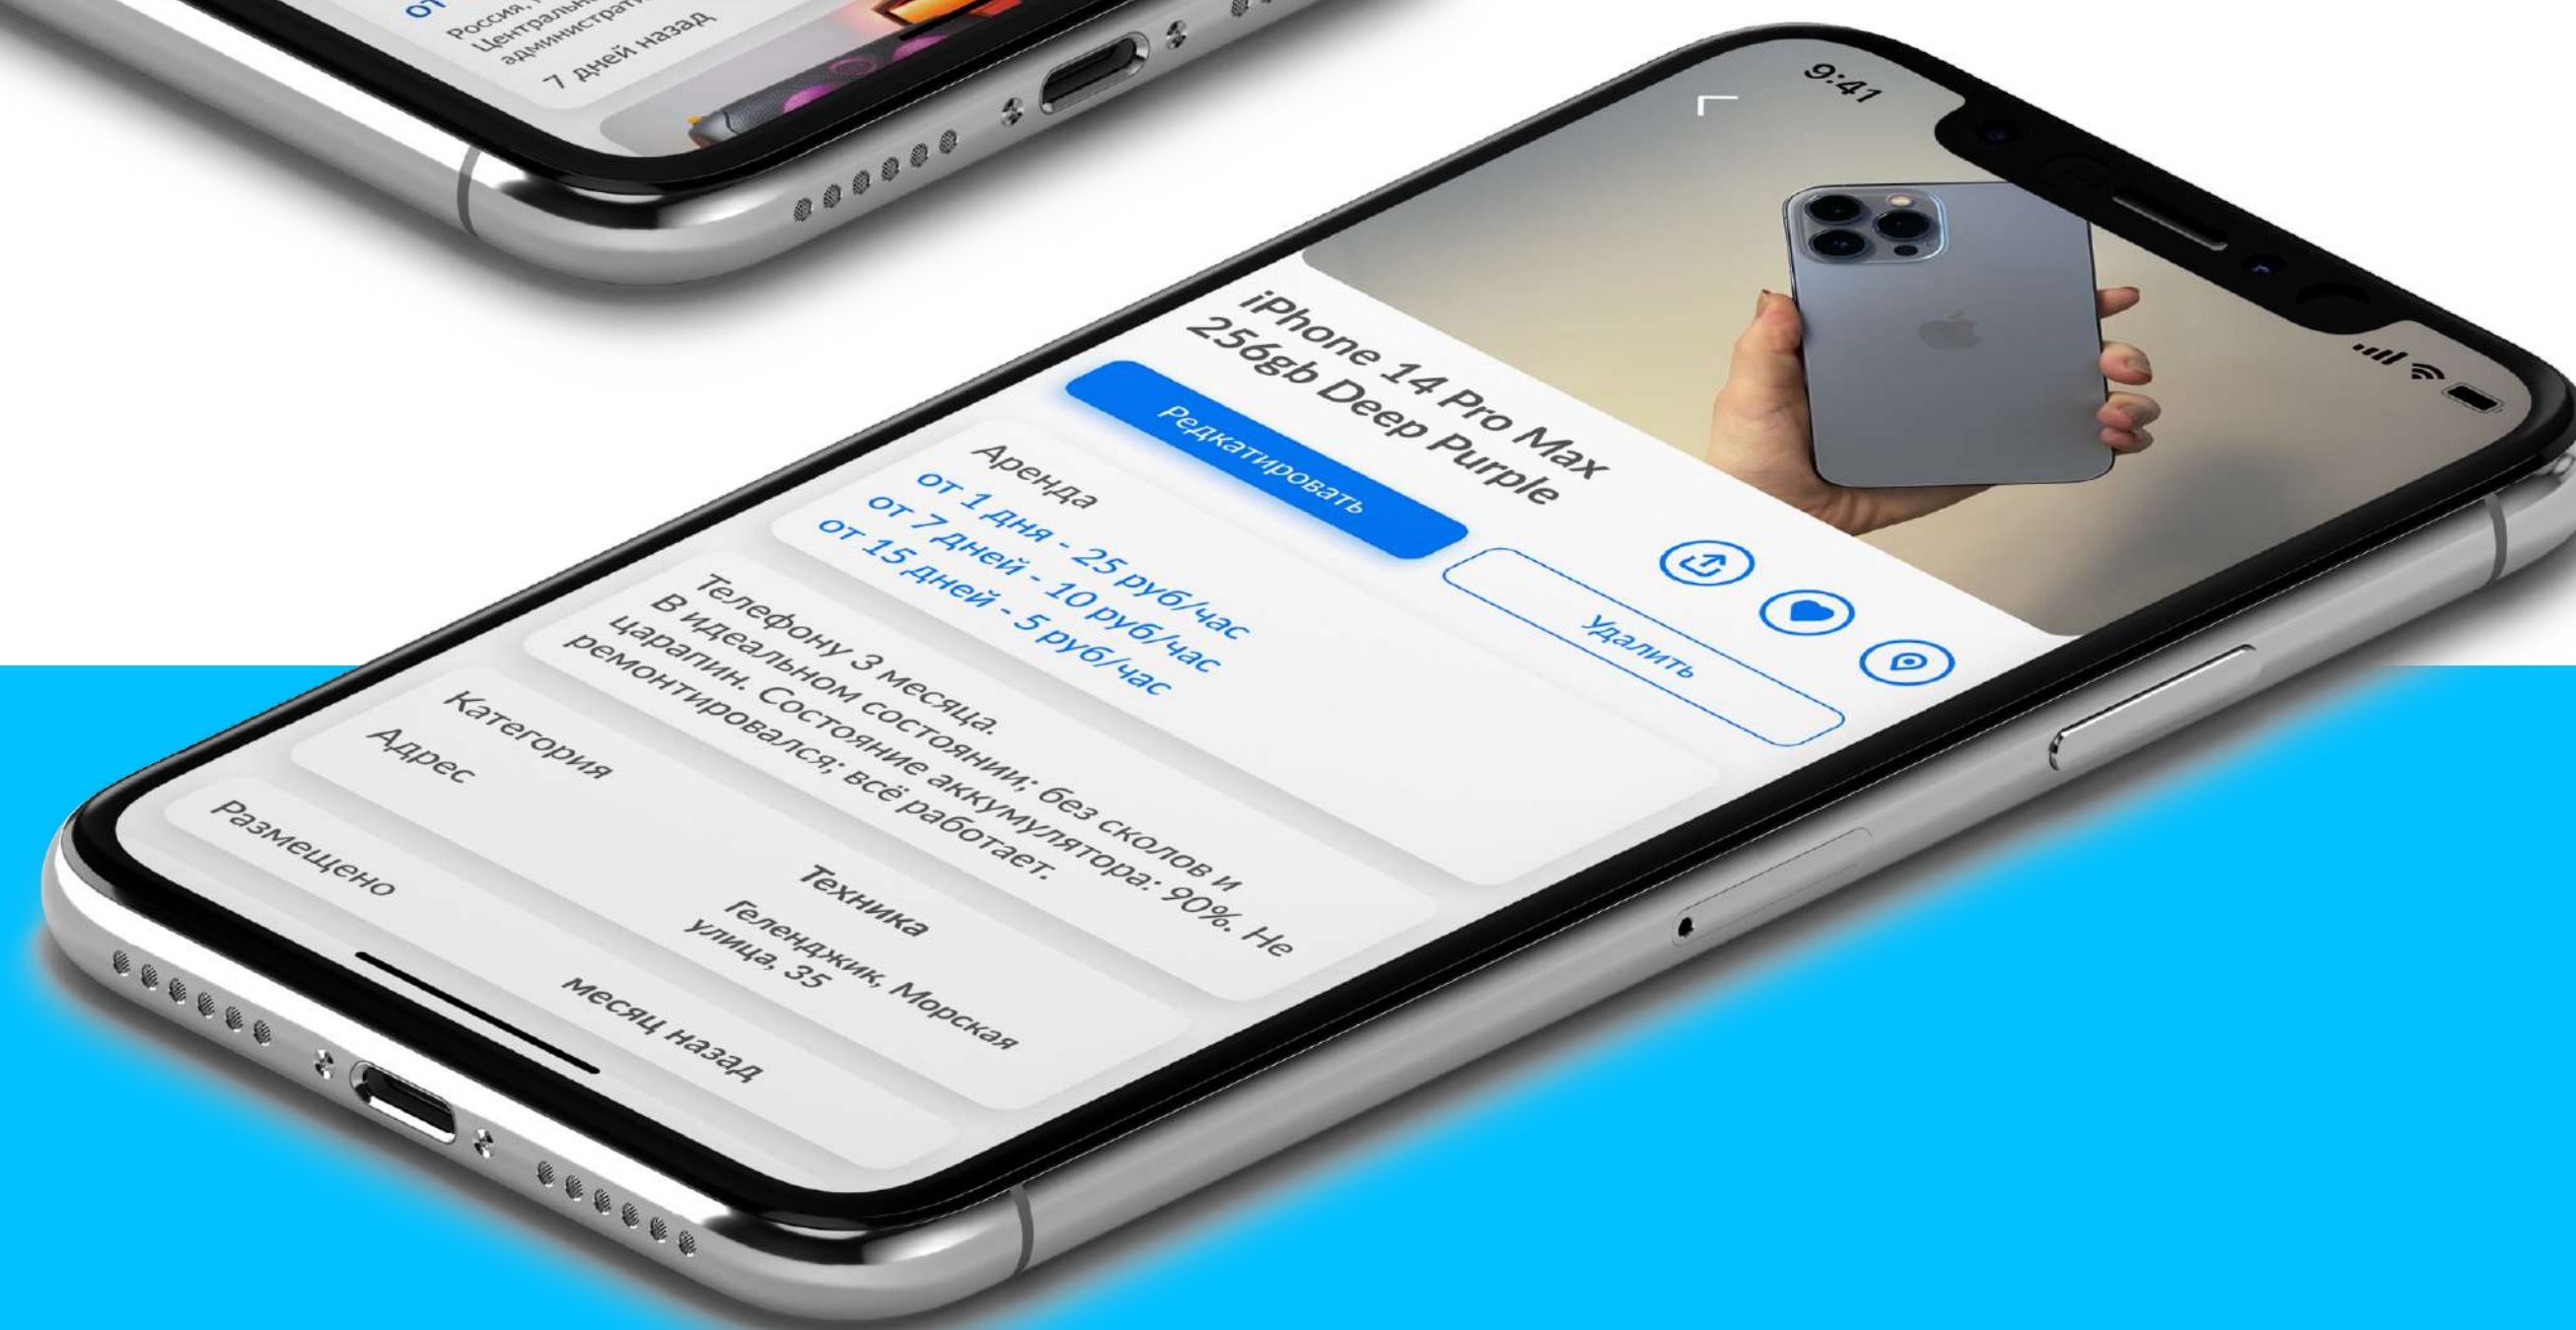 от
Россия,
7 дней назад
9:41
iPhone 14 Pro Max
256gb Deep Purple
Редкатировать
Удалить
Аренда
от 1 дня - 25 руб/час
от 7 дней - 10 руб/час
от 15 дней - 5 руб/час
Телефону 3 месяца.
В идеальном состоянии; без сколов и
царапин. Состояние аккумулятора: 90%. Не
ремонтировался; всё работает.
Категория
Техника
Адрес
Геленджик, Морская
улица, 35
Размещено
месяц назад